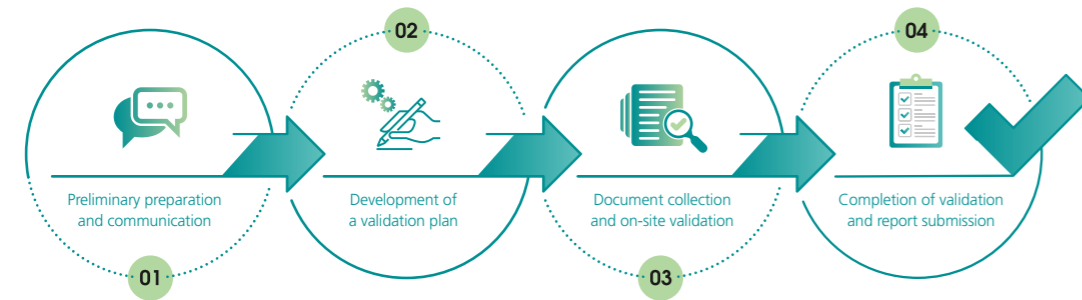 01
Preliminary preparation
and communication
02
Development of
a validation plan
03
Document collection
and on-site validation
04
Completion of validation
and report submission